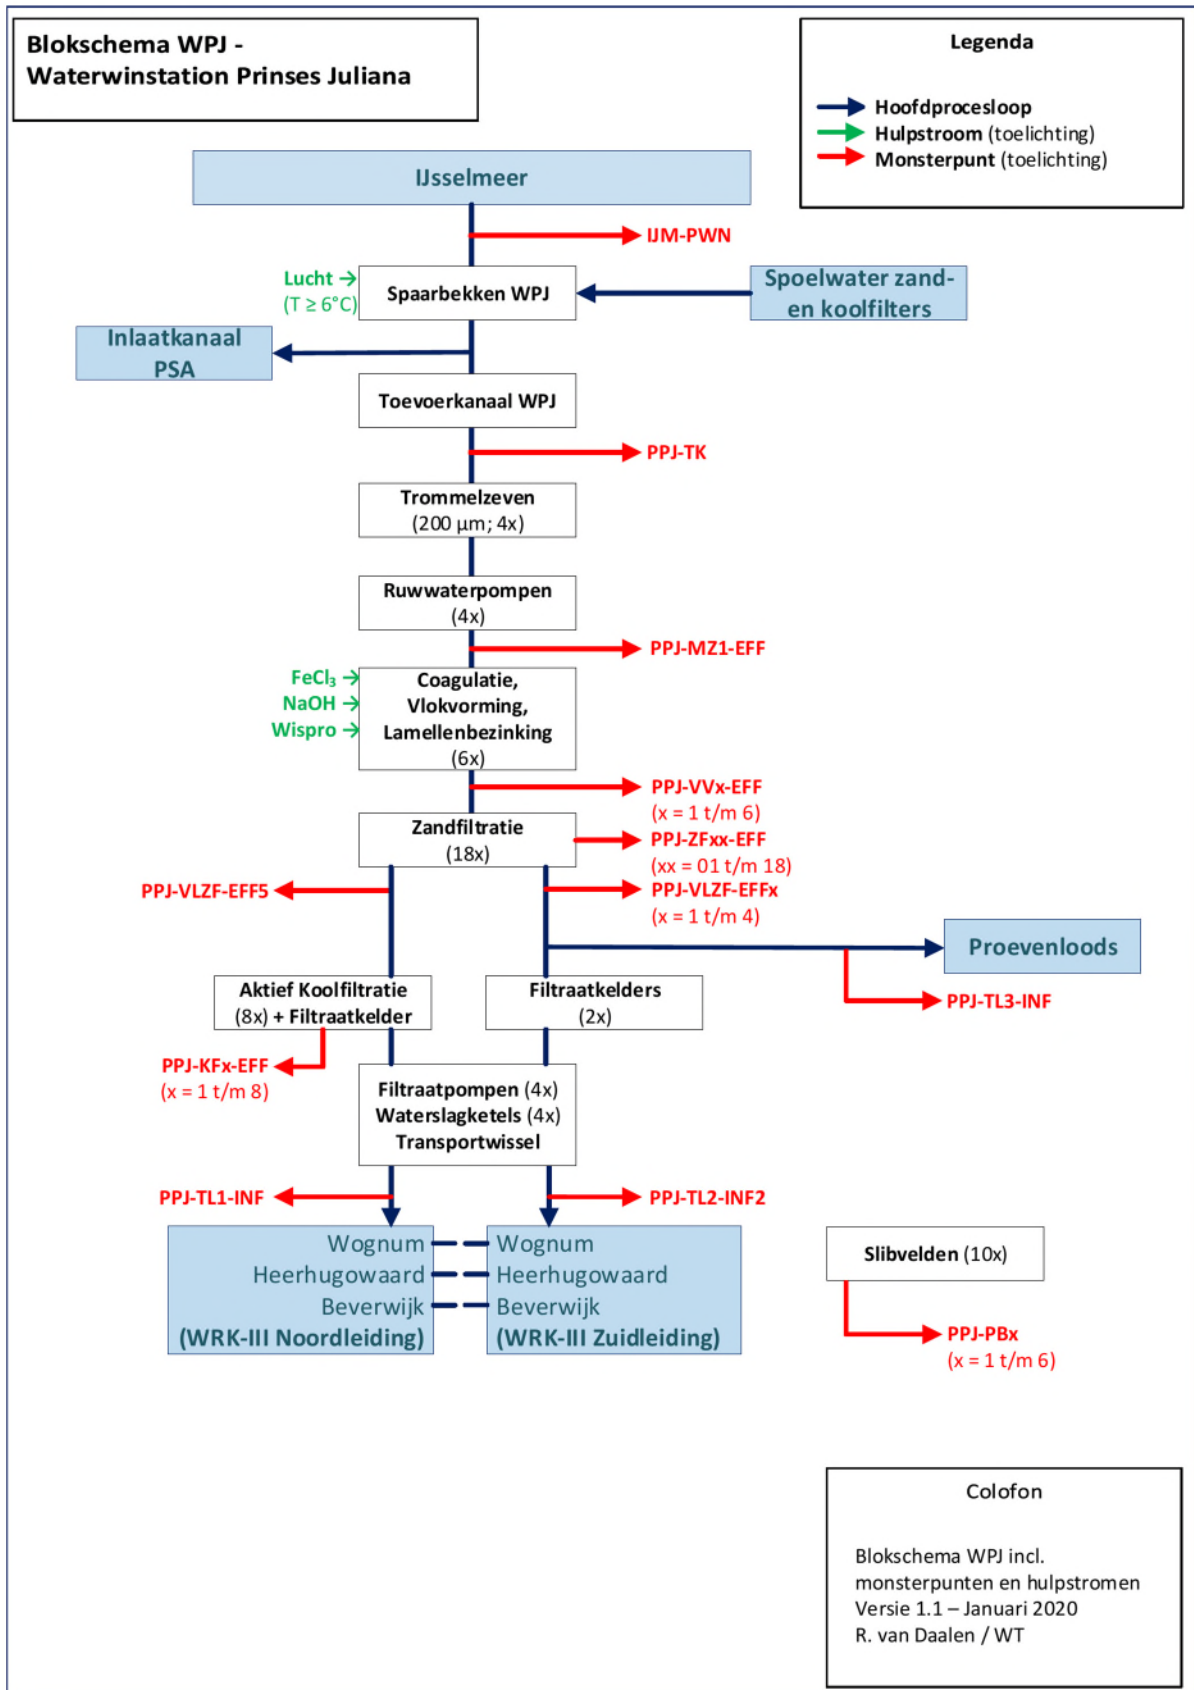 Blokschema WPJ -
Waterwinstation Prinses Juliana
Legenda
Hoofdprocesloop
Hulpstroom (toelichting)
Monsterpunt (toelichting)
IJsselmeer
IJM-PWN
Lucht →
(T ≥ 6°C)
Spaarbekken WPJ
Spoelwater zand-
en koolfilters
Inlaatkanaal
PSA
Toevoerkanaal WPJ
PPJ-TK
Trommelzeven
(200 µm; 4x)
Ruwwaterpompen
(4x)
PPJ-MZ1-EFF
FeCl₃ →
NaOH →
Wispro →
Coagulatie,
Vlokvorming,
Lamellenbezinking
(6x)
PPJ-VVx-EFF
(x = 1 t/m 6)
Zandfiltratie
(18x)
PPJ-ZFxx-EFF
(xx = 01 t/m 18)
PPJ-VLZF-EFF5
PPJ-VLZF-EFFx
(x = 1 t/m 4)
Proevenloods
PPJ-TL3-INF
Aktief Koolfiltratie
(8x) + Filtraatkelder
Filtraatkelders
(2x)
PPJ-KFx-EFF
(x = 1 t/m 8)
Filtraatpompen (4x)
Waterslagketels (4x)
Transportwissel
PPJ-TL1-INF
PPJ-TL2-INF2
Wognum
Heerhugowaard
Beverwijk
(WRK-III Noordleiding)
Wognum
Heerhugowaard
Beverwijk
(WRK-III Zuidleiding)
Slibvelden (10x)
PPJ-PBx
(x = 1 t/m 6)
Colofon
Blokschema WPJ incl.
monsterpunten en hulpstromen
Versie 1.1 – Januari 2020
R. van Daalen / WT